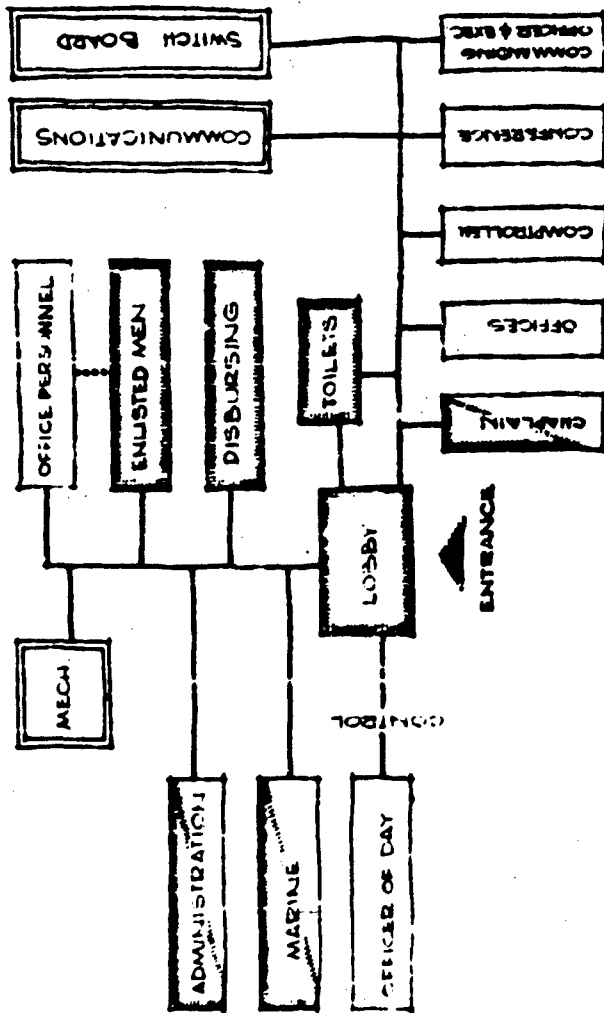 SWITCH BOARD
COMMUNICATIONS
COMMANDING
OFFICER & EXEC
CONFERENCE
COMPTROLLER
OFFICES
CHAPLAIN
OFFICE PERSONNEL
ENLISTED MEN
DISBURSING
TOILETS
LOBBY
ENTRANCE
MECH.
CONTROL
ADMINISTRATION
MARINE
OFFICER OF DAY